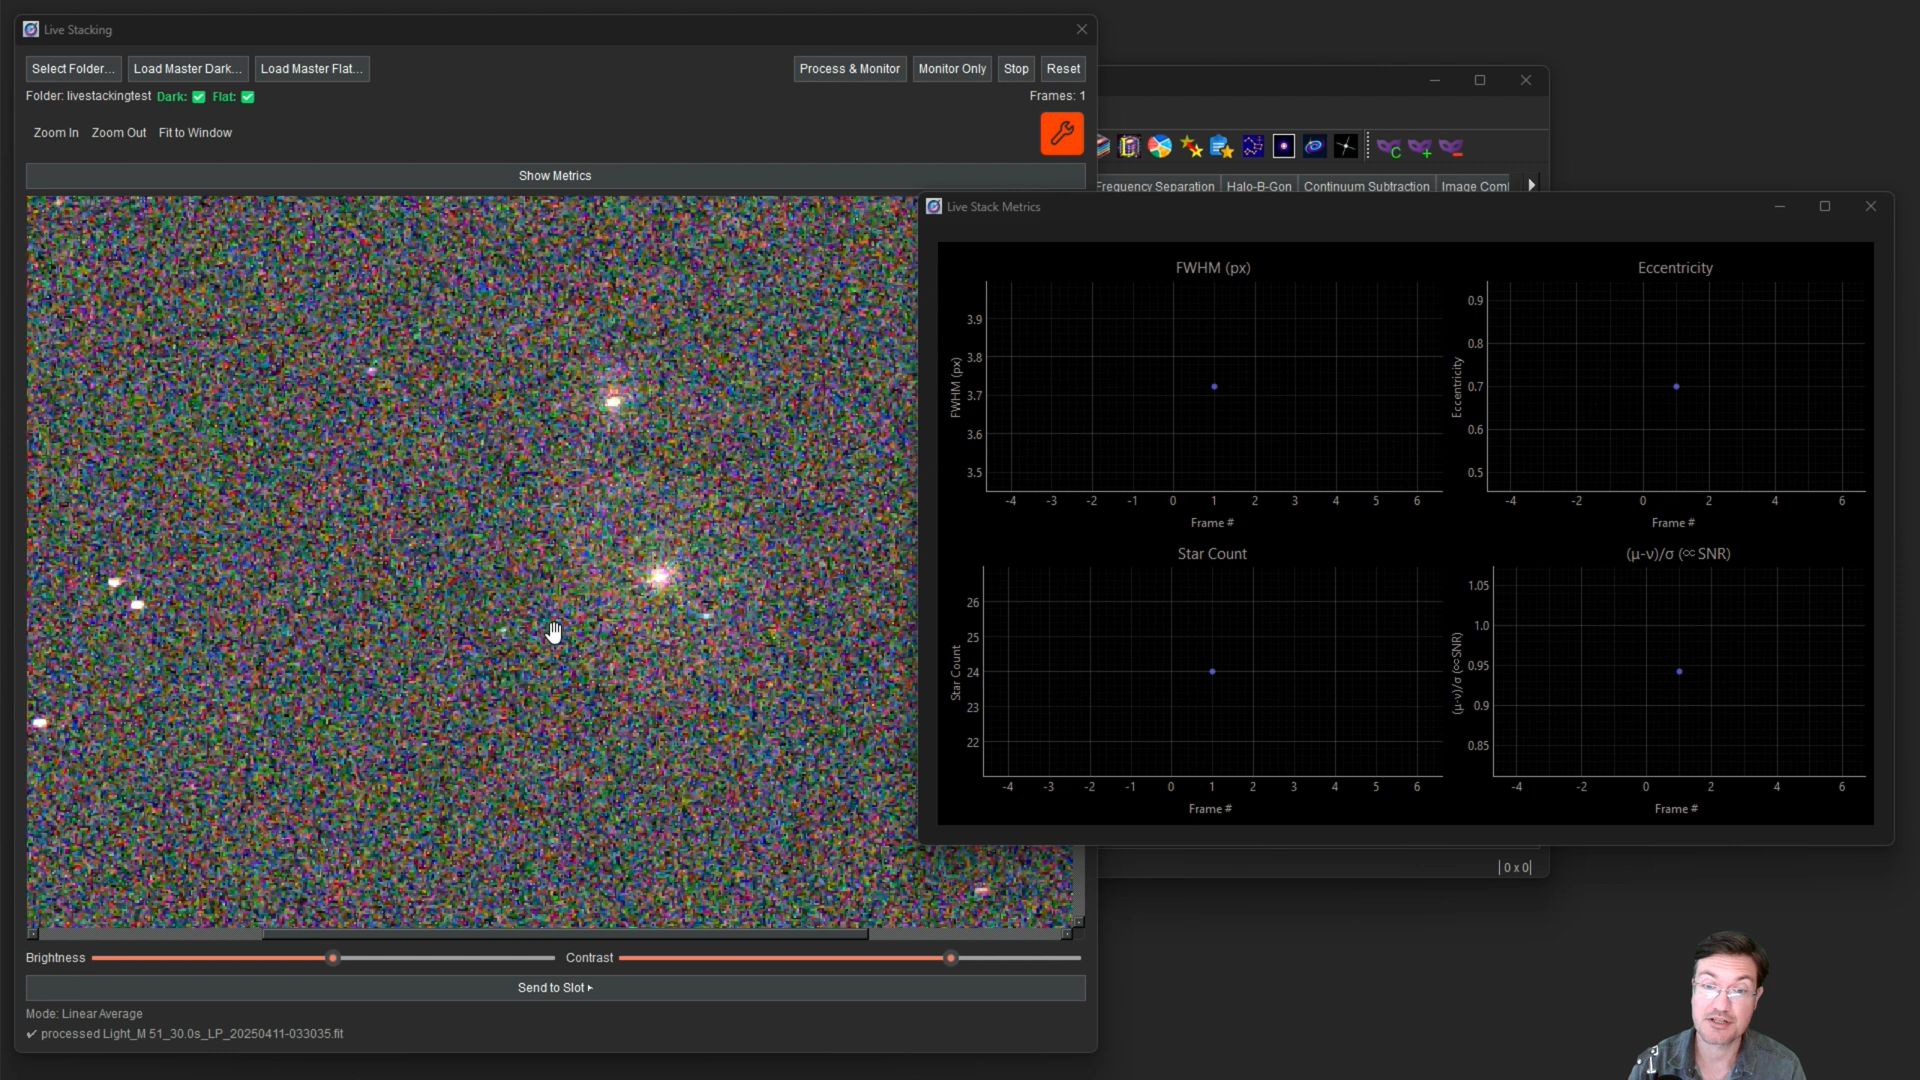 Live Stacking
Select Folder... Load Master Dark... Load Master Flat... Process & Monitor Monitor Only Stop Reset
Folder: livestackingtest Dark: Flat: Frames: 1
Zoom In Zoom Out Fit to Window
Show Metrics
Frequency Separation Halo-B-Gon Continuum Subtraction Image Coml
Live Stack Metrics
FWHM (px)
FWHM (px)
3.9
3.8
3.7
3.6
3.5
-4 -3 -2 -1 0 1 2 3 4 5 6
Frame #
Eccentricity
Eccentricity
0.9
0.8
0.7
0.6
0.5
-4 -2 0 2 4 6
Frame #
Star Count
Star Count
26
25
24
23
22
-4 -3 -2 -1 0 1 2 3 4 5 6
Frame #
(μ-ν)/σ (∝ SNR)
(μ-ν)/σ (∝ SNR)
1.05
1.0
0.95
0.9
0.85
-4 -2 0 2 4 6
Frame #
0 x 0
Brightness Contrast
Send to Slot
Mode: Linear Average
✔ processed Light_M 51_30.0s_LP_20250411-033035.fit